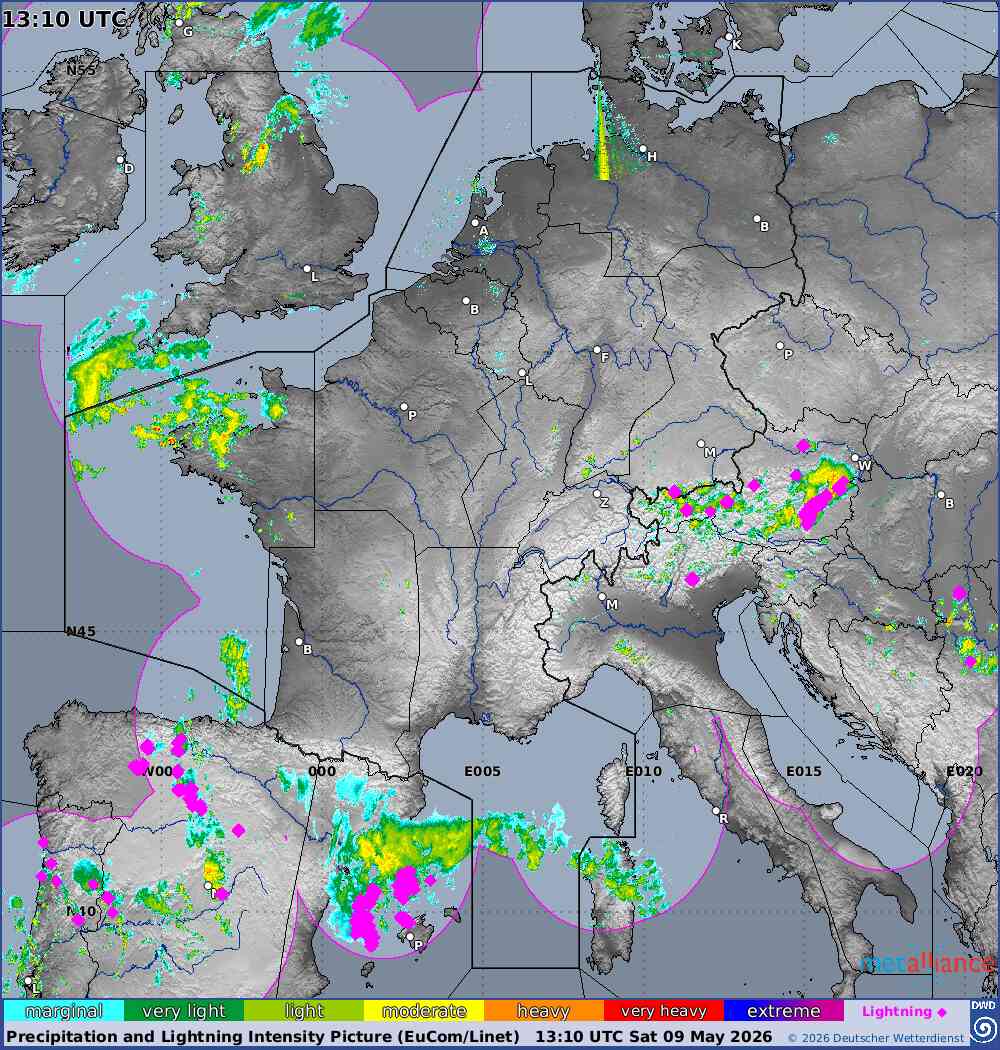 13:10 UTC
G
K
N55
D
H
A
B
L
B
F
P
L
P
M
W
Z
B
M
N45
B
000
E005
E010
E015
E020
R
N40
P
L
metalliance
marginal very light light moderate heavy very heavy extreme Lightning ◆
DWD
Precipitation and Lightning Intensity Picture (EuCom/Linet) 13:10 UTC Sat 09 May 2026 © 2026 Deutscher Wetterdienst